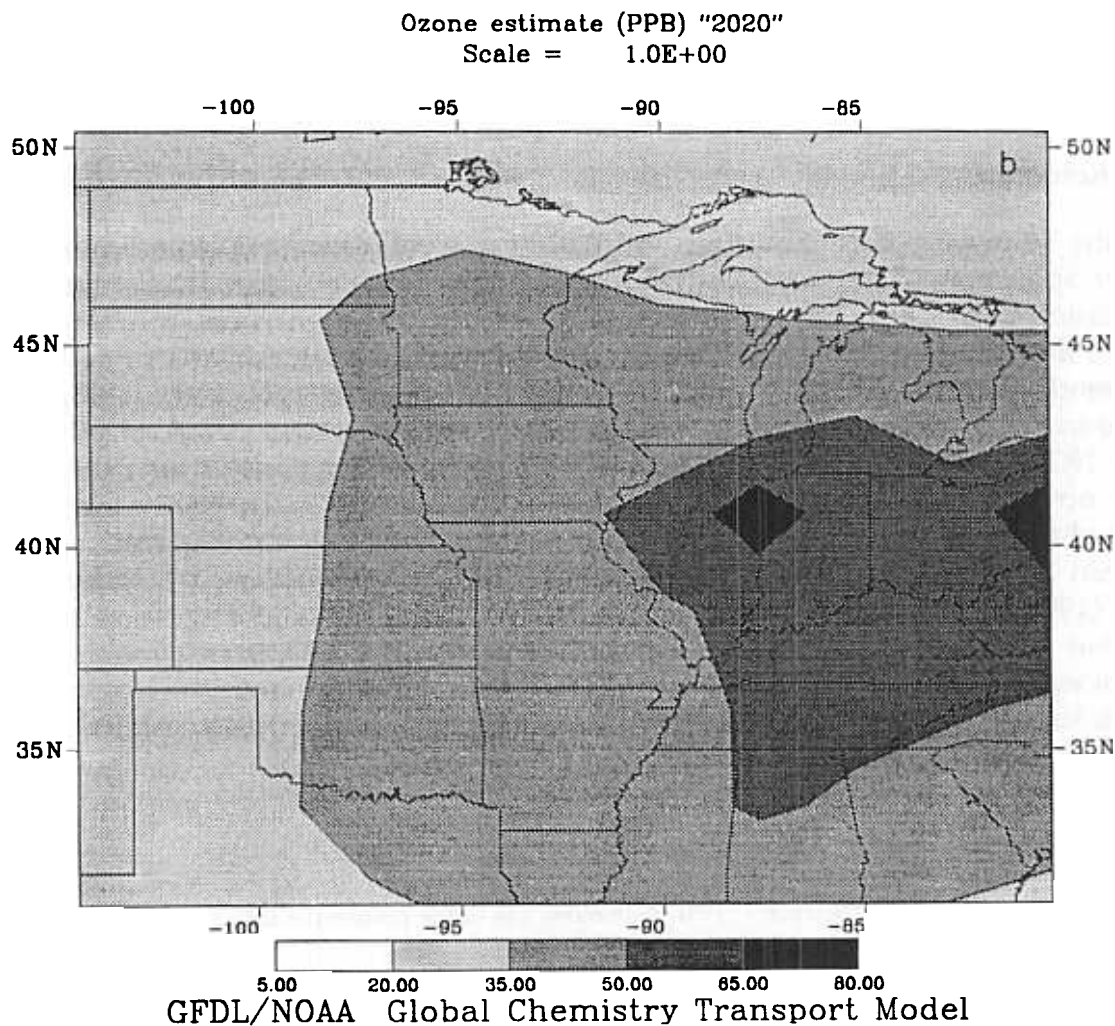 Ozone estimate (PPB) "2020"
Scale = 1.0E+00
-100 -95 -90 -85
50N 50N
b
45N 45N
40N 40N
35N 35N
-100 -95 -90 -85
5.00 20.00 35.00 50.00 65.00 80.00
GFDL/NOAA Global Chemistry Transport Model